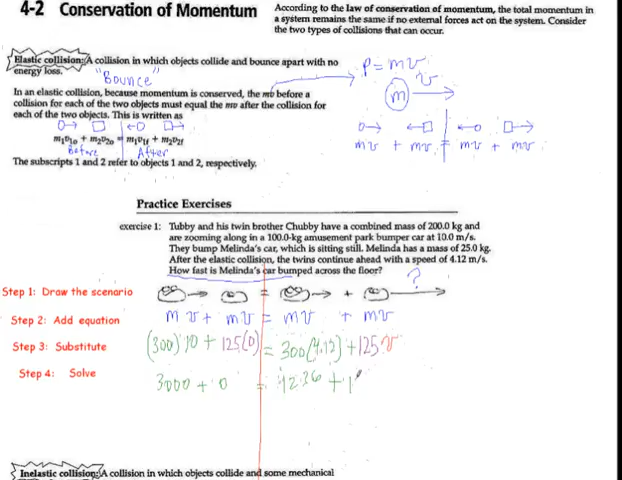 4-2 Conservation of Momentum
According to the law of conservation of momentum, the total momentum in
a system remains the same if no external forces act on the system. Consider
the two types of collisions that can occur.
Elastic collision: A collision in which objects collide and bounce apart with no
energy loss.
"Bounce"
P = mv
v
m
In an elastic collision, because momentum is conserved, the mv before a
collision for each of the two objects must equal the mv after the collision for
each of the two objects. This is written as
m₁v₁₀ + m₂v₂₀ = m₁v₁f + m₂v₂f
Before After
mv + mv = mv + mv
The subscripts 1 and 2 refer to objects 1 and 2, respectively.
Practice Exercises
exercise 1: Tubby and his twin brother Chubby have a combined mass of 200.0 kg and
are zooming along in a 100.0-kg amusement park bumper car at 10.0 m/s.
They bump Melinda's car, which is sitting still. Melinda has a mass of 25.0 kg.
After the elastic collision, the twins continue ahead with a speed of 4.12 m/s.
How fast is Melinda's car bumped across the floor?
?
Step 1: Draw the scenario
= +
Step 2: Add equation
mv + mv = mv + mv
Step 3: Substitute
(300)10 + 125(0) = 300(4.12) + 125v
Step 4: Solve
3000 + 0 = 12.36 + 1
Inelastic collision: A collision in which objects collide and some mechanical